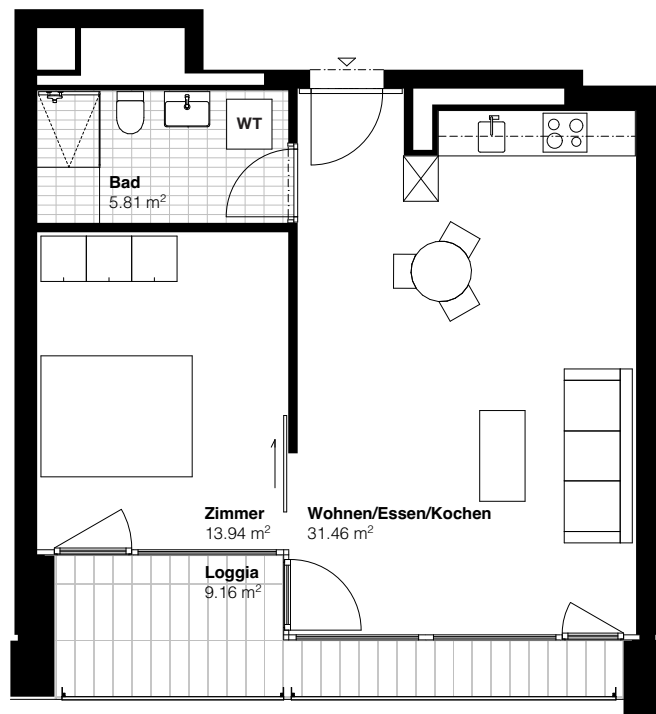 WT
Bad
5.81 m²
Zimmer
13.94 m²
Wohnen/Essen/Kochen
31.46 m²
Loggia
9.16 m²